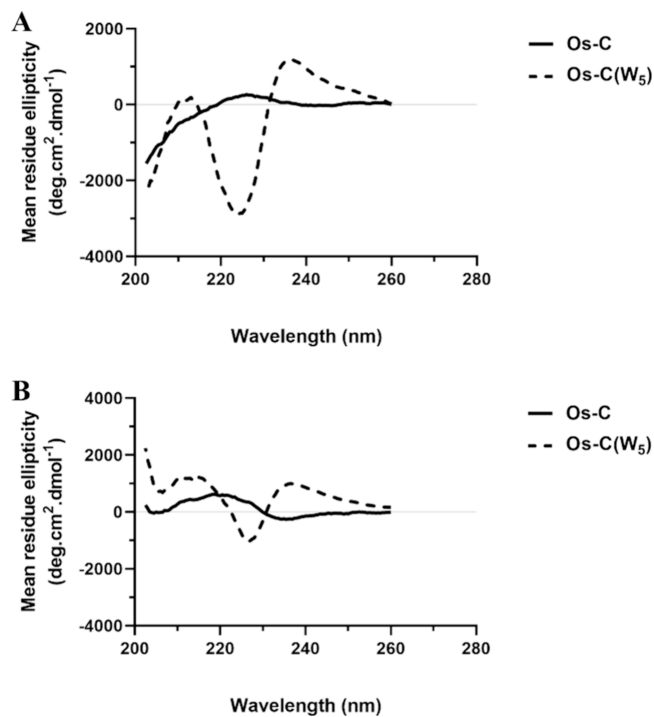 A
Mean residue ellipticity
(deg.cm².dmol⁻¹)
2000
0
-2000
-4000
200
220
240
260
280
Wavelength (nm)
Os-C
Os-C(W₅)
B
Mean residue ellipticity
(deg.cm².dmol⁻¹)
4000
2000
0
-2000
-4000
200
220
240
260
280
Wavelength (nm)
Os-C
Os-C(W₅)